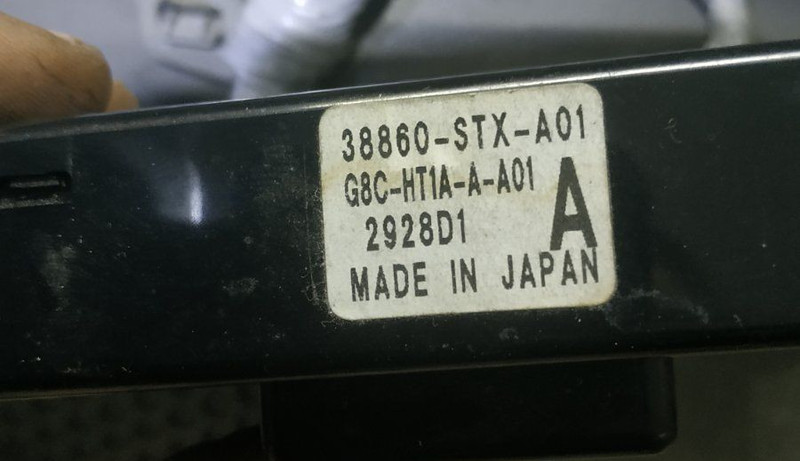 38860-STX-A01
G8C-HT1A-A-A01
2928D1
A
MADE IN JAPAN